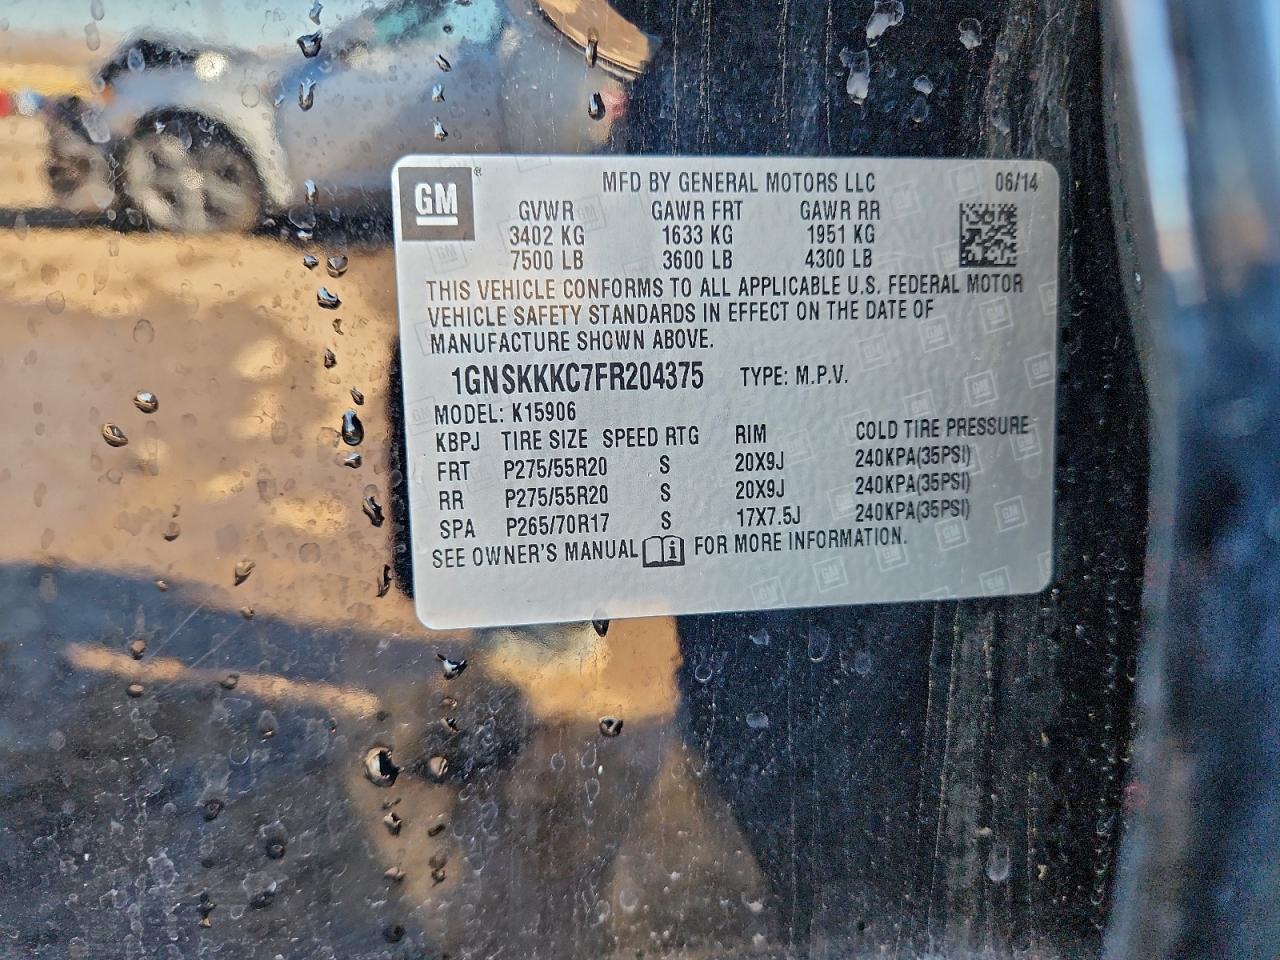 GM
MFD BY GENERAL MOTORS LLC 06/14
GVWR GAWR FRT GAWR RR
3402 KG 1633 KG 1951 KG
7500 LB 3600 LB 4300 LB
THIS VEHICLE CONFORMS TO ALL APPLICABLE U.S. FEDERAL MOTOR
VEHICLE SAFETY STANDARDS IN EFFECT ON THE DATE OF
MANUFACTURE SHOWN ABOVE.
1GNSKKKC7FR204375 TYPE: M.P.V.
MODEL: K15906
KBPJ TIRE SIZE SPEED RTG RIM COLD TIRE PRESSURE
FRT P275/55R20 S 20X9J 240KPA(35PSI)
RR P275/55R20 S 20X9J 240KPA(35PSI)
SPA P265/70R17 S 17X7.5J 240KPA(35PSI)
SEE OWNER'S MANUAL FOR MORE INFORMATION.